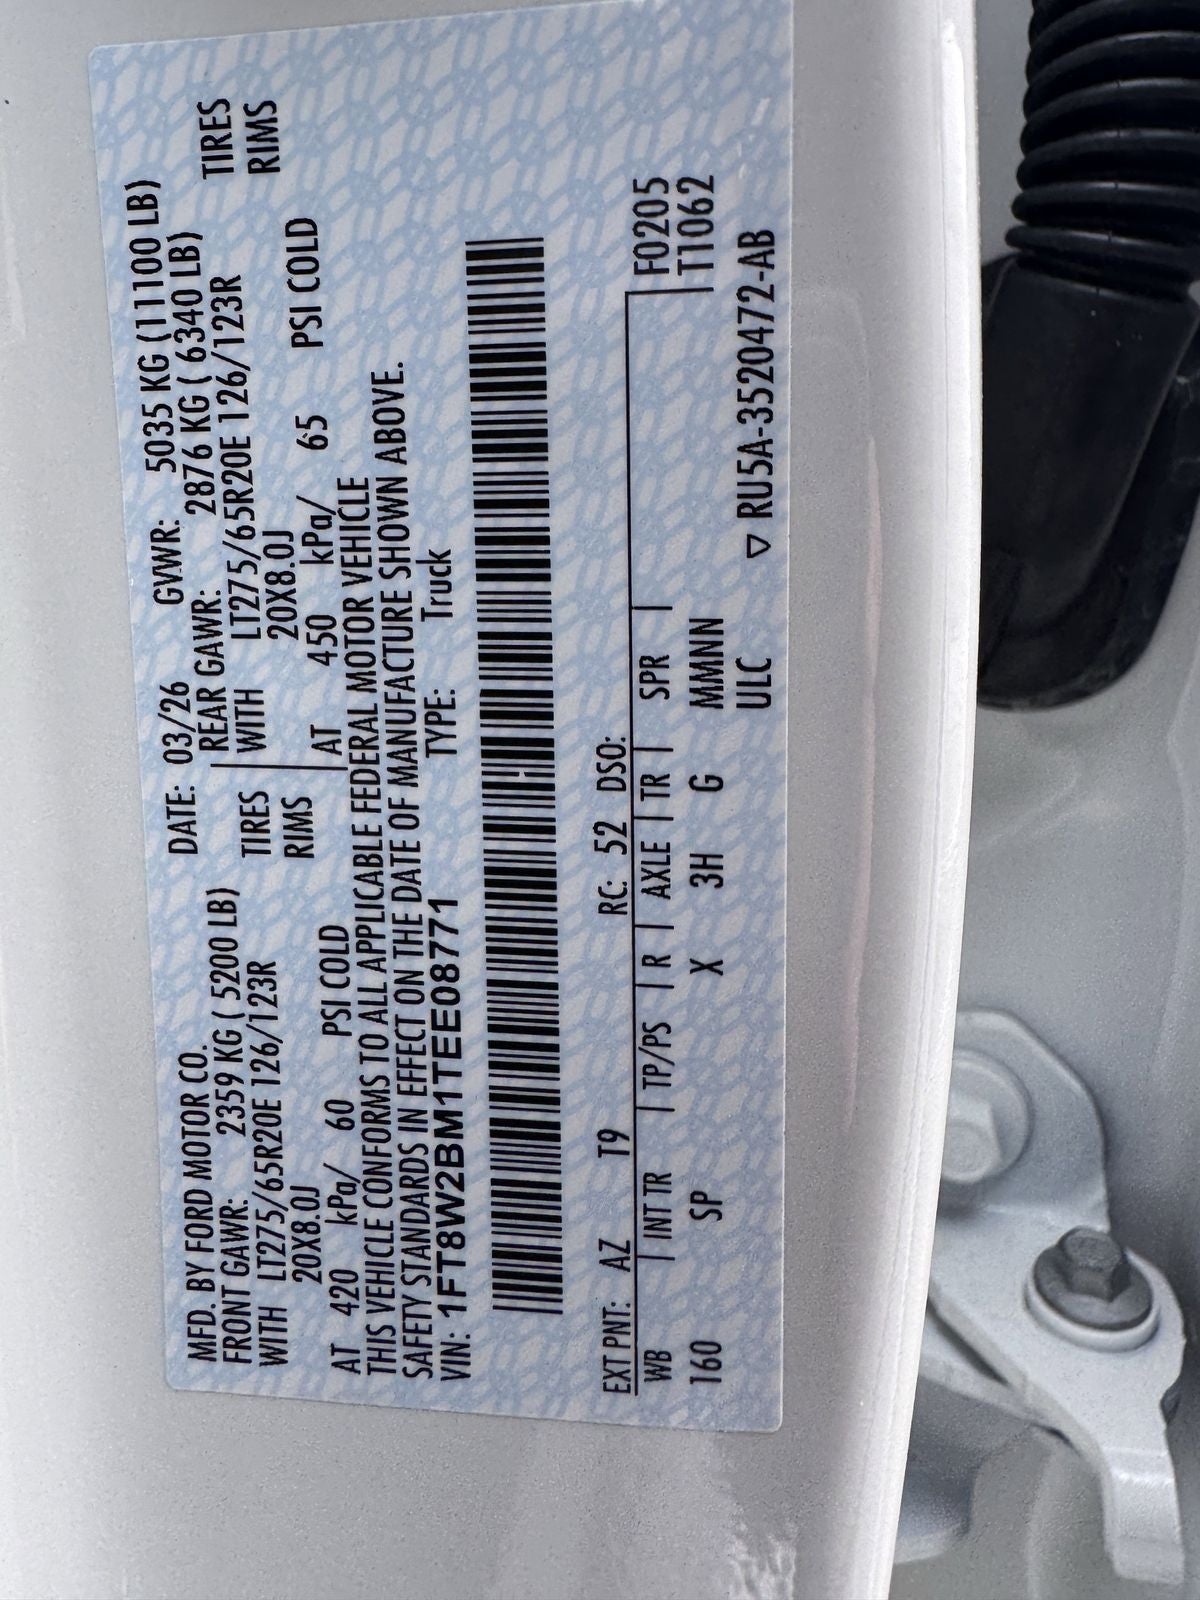 MFD. BY FORD MOTOR CO.
DATE: 03/26 GVWR: 5035 KG (11100 LB)
FRONT GAWR: 2359 KG ( 5200 LB)
REAR GAWR: 2876 KG ( 6340 LB)
WITH LT275/65R20E 126/123R TIRES
WITH LT275/65R20E 126/123R TIRES
20X8.0J RIMS
20X8.0J RIMS
AT 420 kPa/ 60 PSI COLD
AT 450 kPa/ 65 PSI COLD
THIS VEHICLE CONFORMS TO ALL APPLICABLE FEDERAL MOTOR VEHICLE
SAFETY STANDARDS IN EFFECT ON THE DATE OF MANUFACTURE SHOWN ABOVE.
VIN: 1FT8W2BM1TEE08771 TYPE: Truck
EXT PNT: AZ T9 RC: 52 DSO:
WB | INT TR | TP/PS | R | AXLE | TR | SPR | F0205
160 SP X 3H G MMNN T1062
ULC ▽ RU5A-3520472-AB